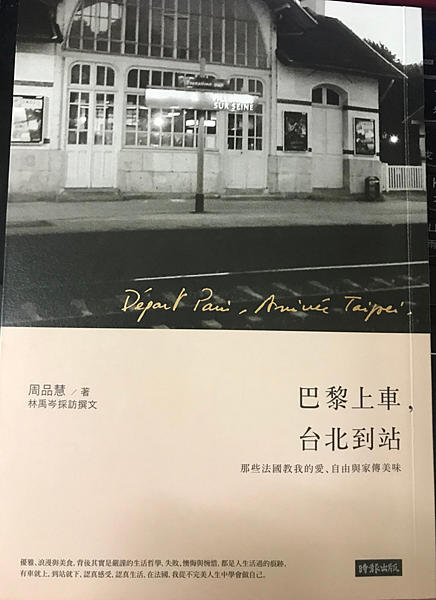 SUR SEINE
Départ Paris, Arrivée Taipei.
周品慧／著
林禹岑採訪撰文
巴黎上車,
台北到站
那些法國教我的愛、自由與家傳美味
優雅、浪漫與美食,背後其實是嚴謹的生活哲學,失敗,懊悔與惋惜,都是人生活過的痕跡,
有車就上,到站就下,認真感受,認真生活,在法國,我從不完美人生中學會做自己。
時報出版